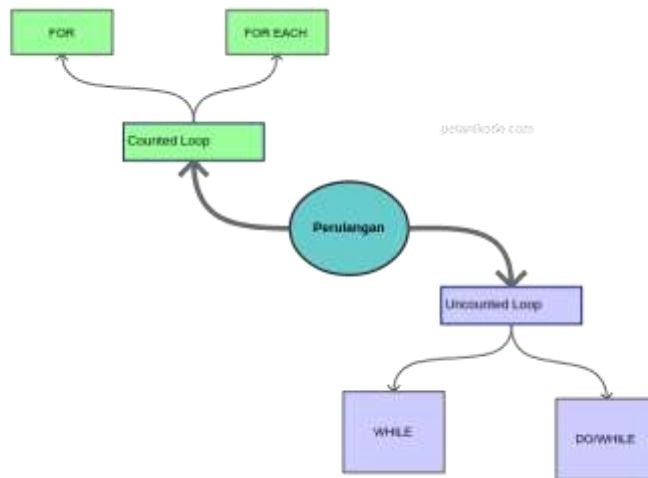 FOR
FOR EACH
Counted Loop
petanikode.com
Perulangan
Uncounted Loop
WHILE
DO/WHILE